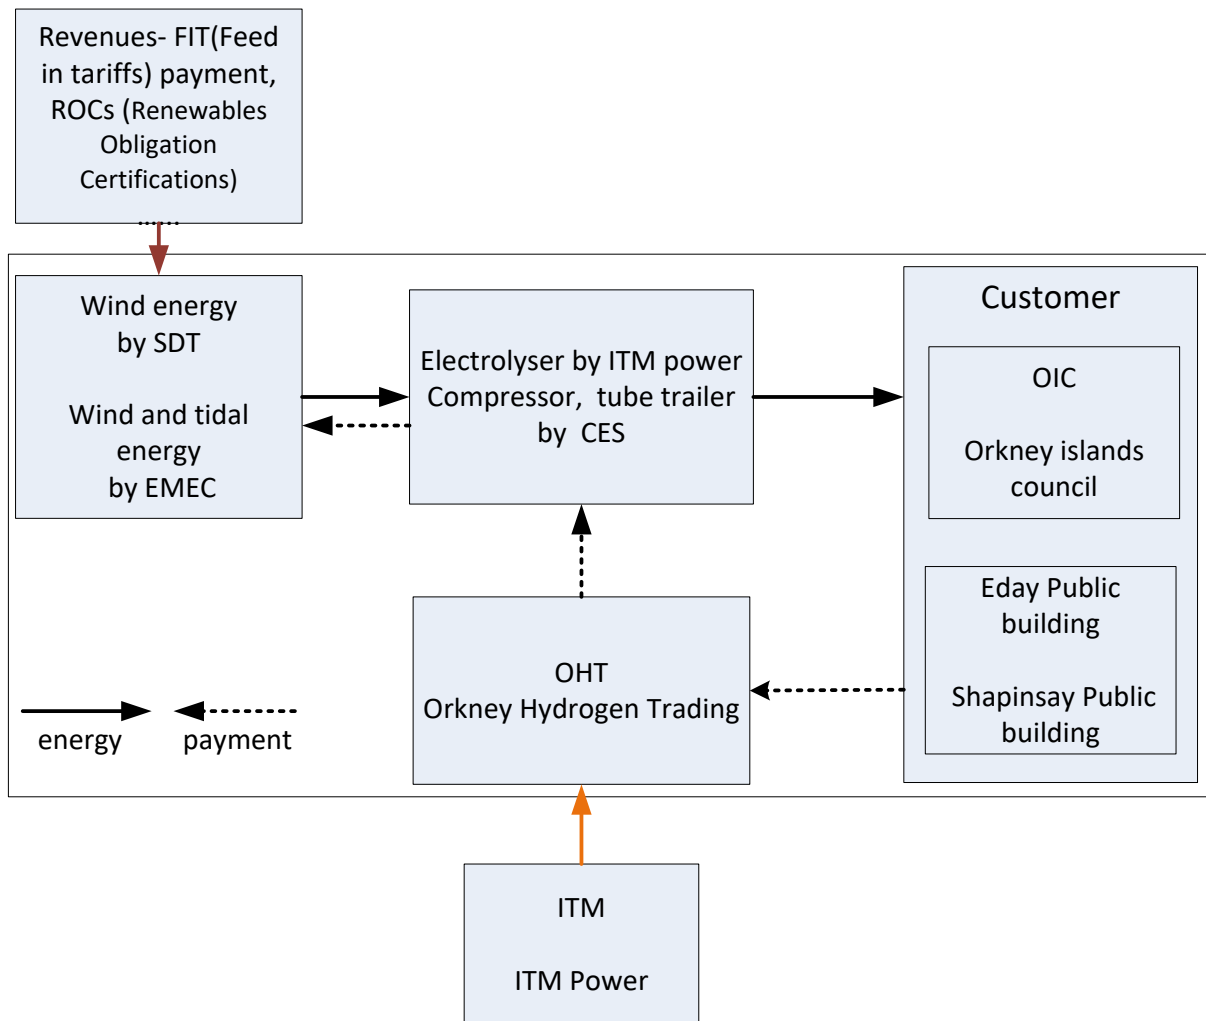 Revenues- FIT(Feed
in tariffs) payment,
ROCs (Renewables
Obligation
Certifications)
Wind energy
by SDT
Wind and tidal
energy
by EMEC
Electrolyser by ITM power
Compressor, tube trailer
by CES
Customer
OIC
Orkney islands
council
Eday Public
building
Shapinsay Public
building
OHT
Orkney Hydrogen Trading
energy
payment
ITM
ITM Power